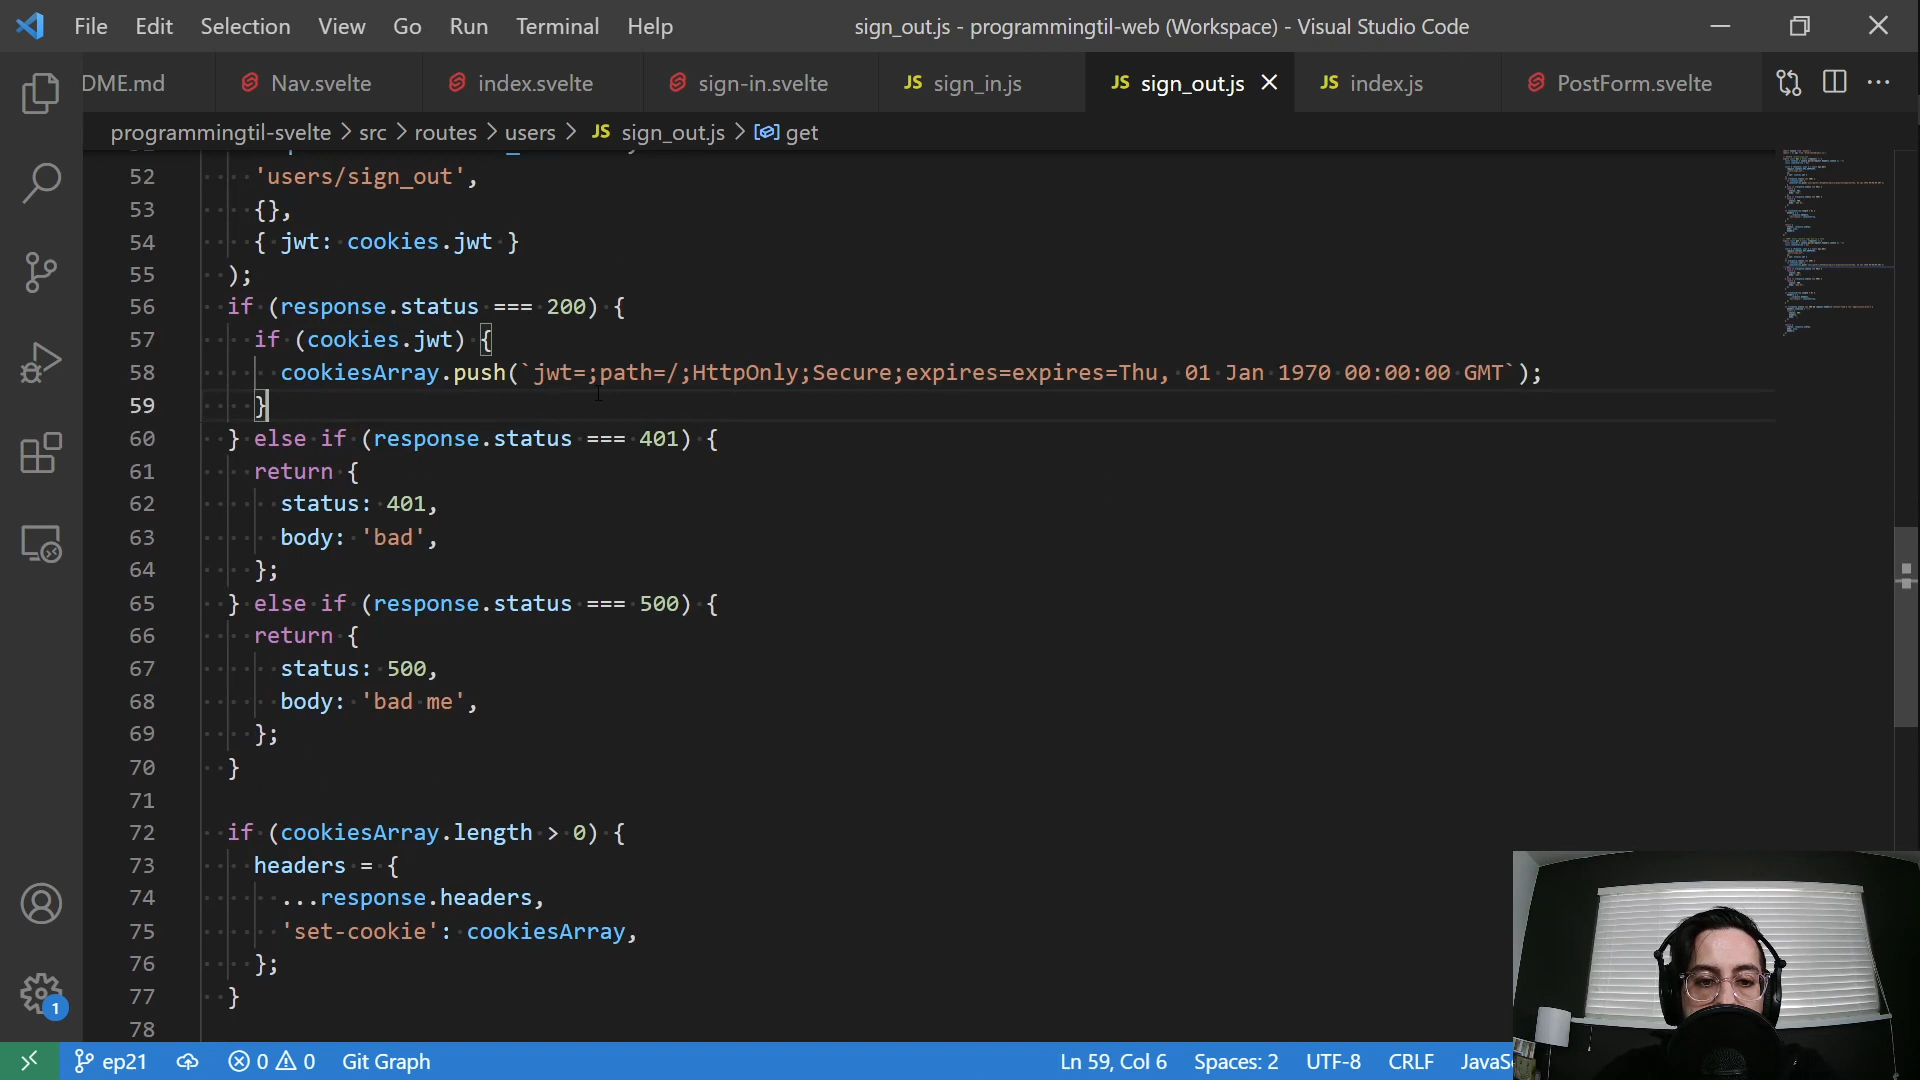 File Edit Selection View Go Run Terminal Help sign_out.js - programmingtil-web (Workspace) - Visual Studio Code
DME.md Nav.svelte index.svelte sign-in.svelte JS sign_in.js JS sign_out.js JS index.js PostForm.svelte
programmingtil-svelte > src > routes > users > JS sign_out.js > get
52 'users/sign_out',
53 {},
54 { jwt: cookies.jwt }
55 );
56 if (response.status === 200) {
57 if (cookies.jwt) {
58 cookiesArray.push(`jwt=;path=/;HttpOnly;Secure;expires=expires=Thu, 01 Jan 1970 00:00:00 GMT`);
59 }
60 } else if (response.status === 401) {
61 return {
62 status: 401,
63 body: 'bad',
64 };
65 } else if (response.status === 500) {
66 return {
67 status: 500,
68 body: 'bad me',
69 };
70 }
71
72 if (cookiesArray.length > 0) {
73 headers = {
74 ...response.headers,
75 'set-cookie': cookiesArray,
76 };
77 }
78
1
ep21 0 0 Git Graph Ln 59, Col 6 Spaces: 2 UTF-8 CRLF JavaS